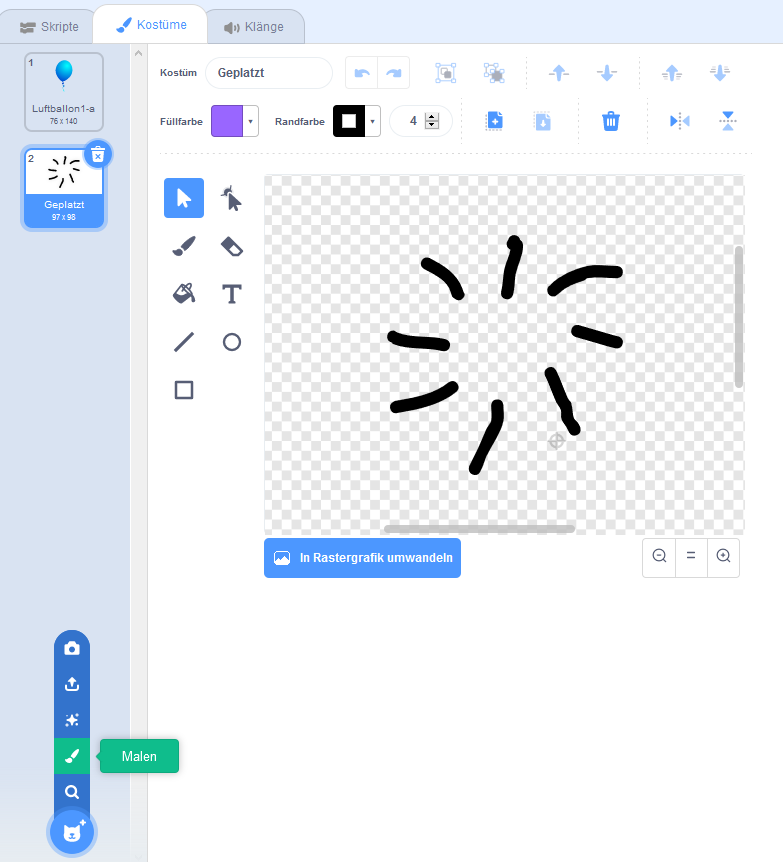 Skripte
Kostüme
Klänge
1
Luftballon1-a
76 x 140
2
Geplatzt
97 x 98
Kostüm
Geplatzt
Füllfarbe
Randfarbe
4
T
In Rastergrafik umwandeln
=
Malen